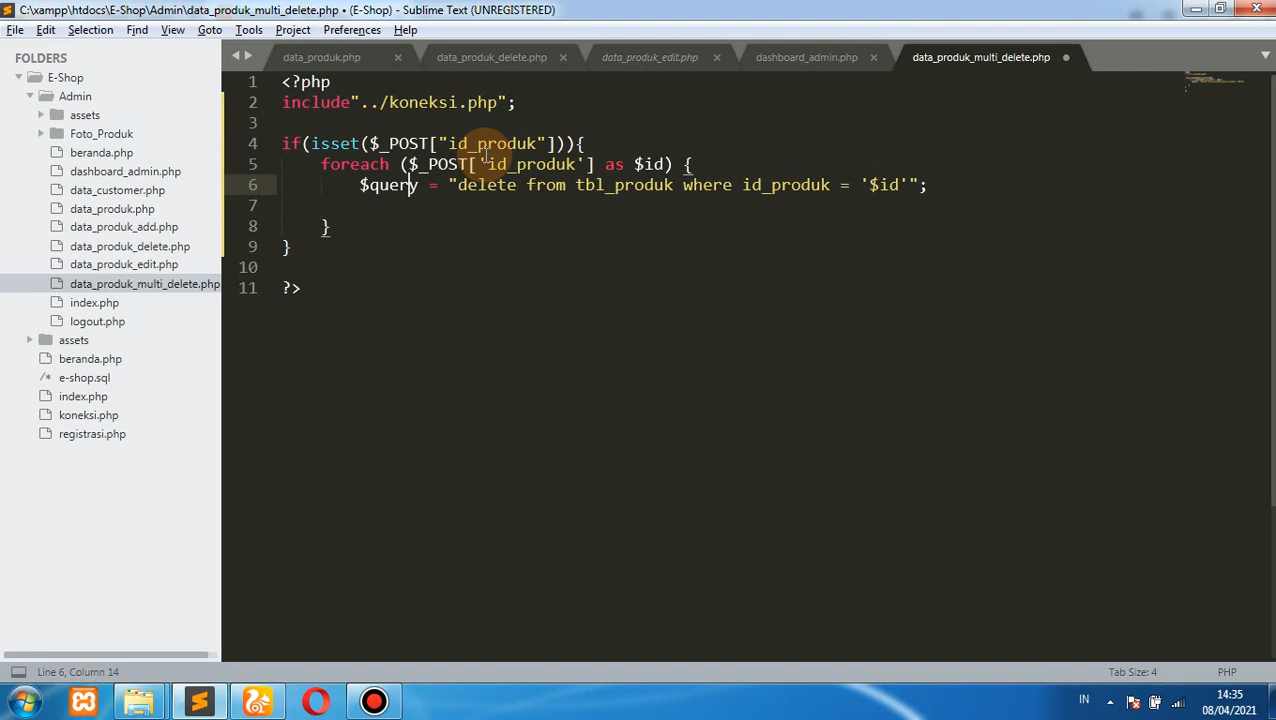 C:\xampp\htdocs\E-Shop\Admin\data_produk_multi_delete.php • (E-Shop) - Sublime Text (UNREGISTERED)
File Edit Selection Find View Goto Tools Project Preferences Help
FOLDERS
E-Shop
Admin
assets
Foto_Produk
beranda.php
dashboard_admin.php
data_customer.php
data_produk.php
data_produk_add.php
data_produk_delete.php
data_produk_edit.php
data_produk_multi_delete.php
index.php
logout.php
assets
beranda.php
/* e-shop.sql
index.php
koneksi.php
registrasi.php
data_produk.php data_produk_delete.php data_produk_edit.php dashboard_admin.php data_produk_multi_delete.php
1 <?php
2 include"../koneksi.php";
3
4 if(isset($_POST["id_produk"])){
5 foreach ($_POST['id_produk'] as $id) {
6 $query = "delete from tbl_produk where id_produk = '$id'";
7
8 }
9 }
10
11 ?>
Line 6, Column 14 Tab Size: 4 PHP
IN 14:35
08/04/2021